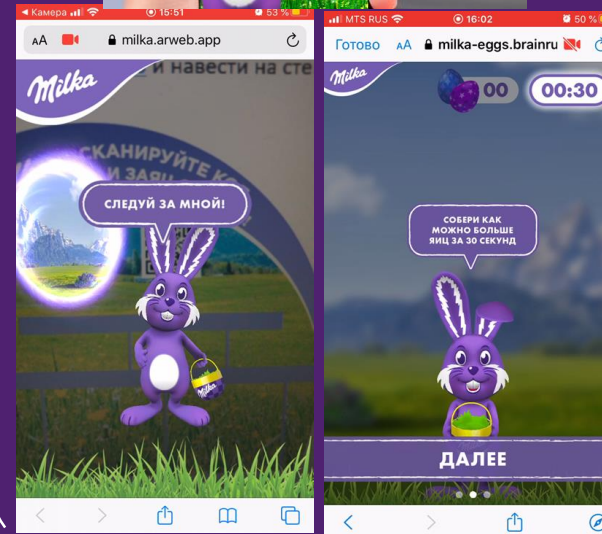 Камера 15:51 53 %
AA milka.arweb.app
Milka
и навести на сте
СКАНИРУЙТЕ
И ЗАЯЦ
СЛЕДУЙ ЗА МНОЙ!
Milka
MTS RUS 16:02 50 %
Готово AA milka-eggs.brainru
Milka
00 00:30
СОБЕРИ КАК
МОЖНО БОЛЬШЕ
ЯИЦ ЗА 30 СЕКУНД
ДАЛЕЕ